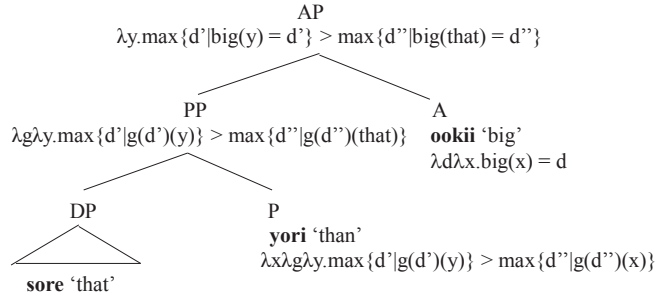 AP
λy.max{d’|big(y) = d’} > max{d’’|big(that) = d’’}
PP
A
λgλy.max{d’|g(d’)(y)} > max{d’’|g(d’’)(that)}
ookii ‘big’
λdλx.big(x) = d
DP
P
yori ‘than’
λxλgλy.max{d’|g(d’)(y)} > max{d’’|g(d’’)(x)}
sore ‘that’